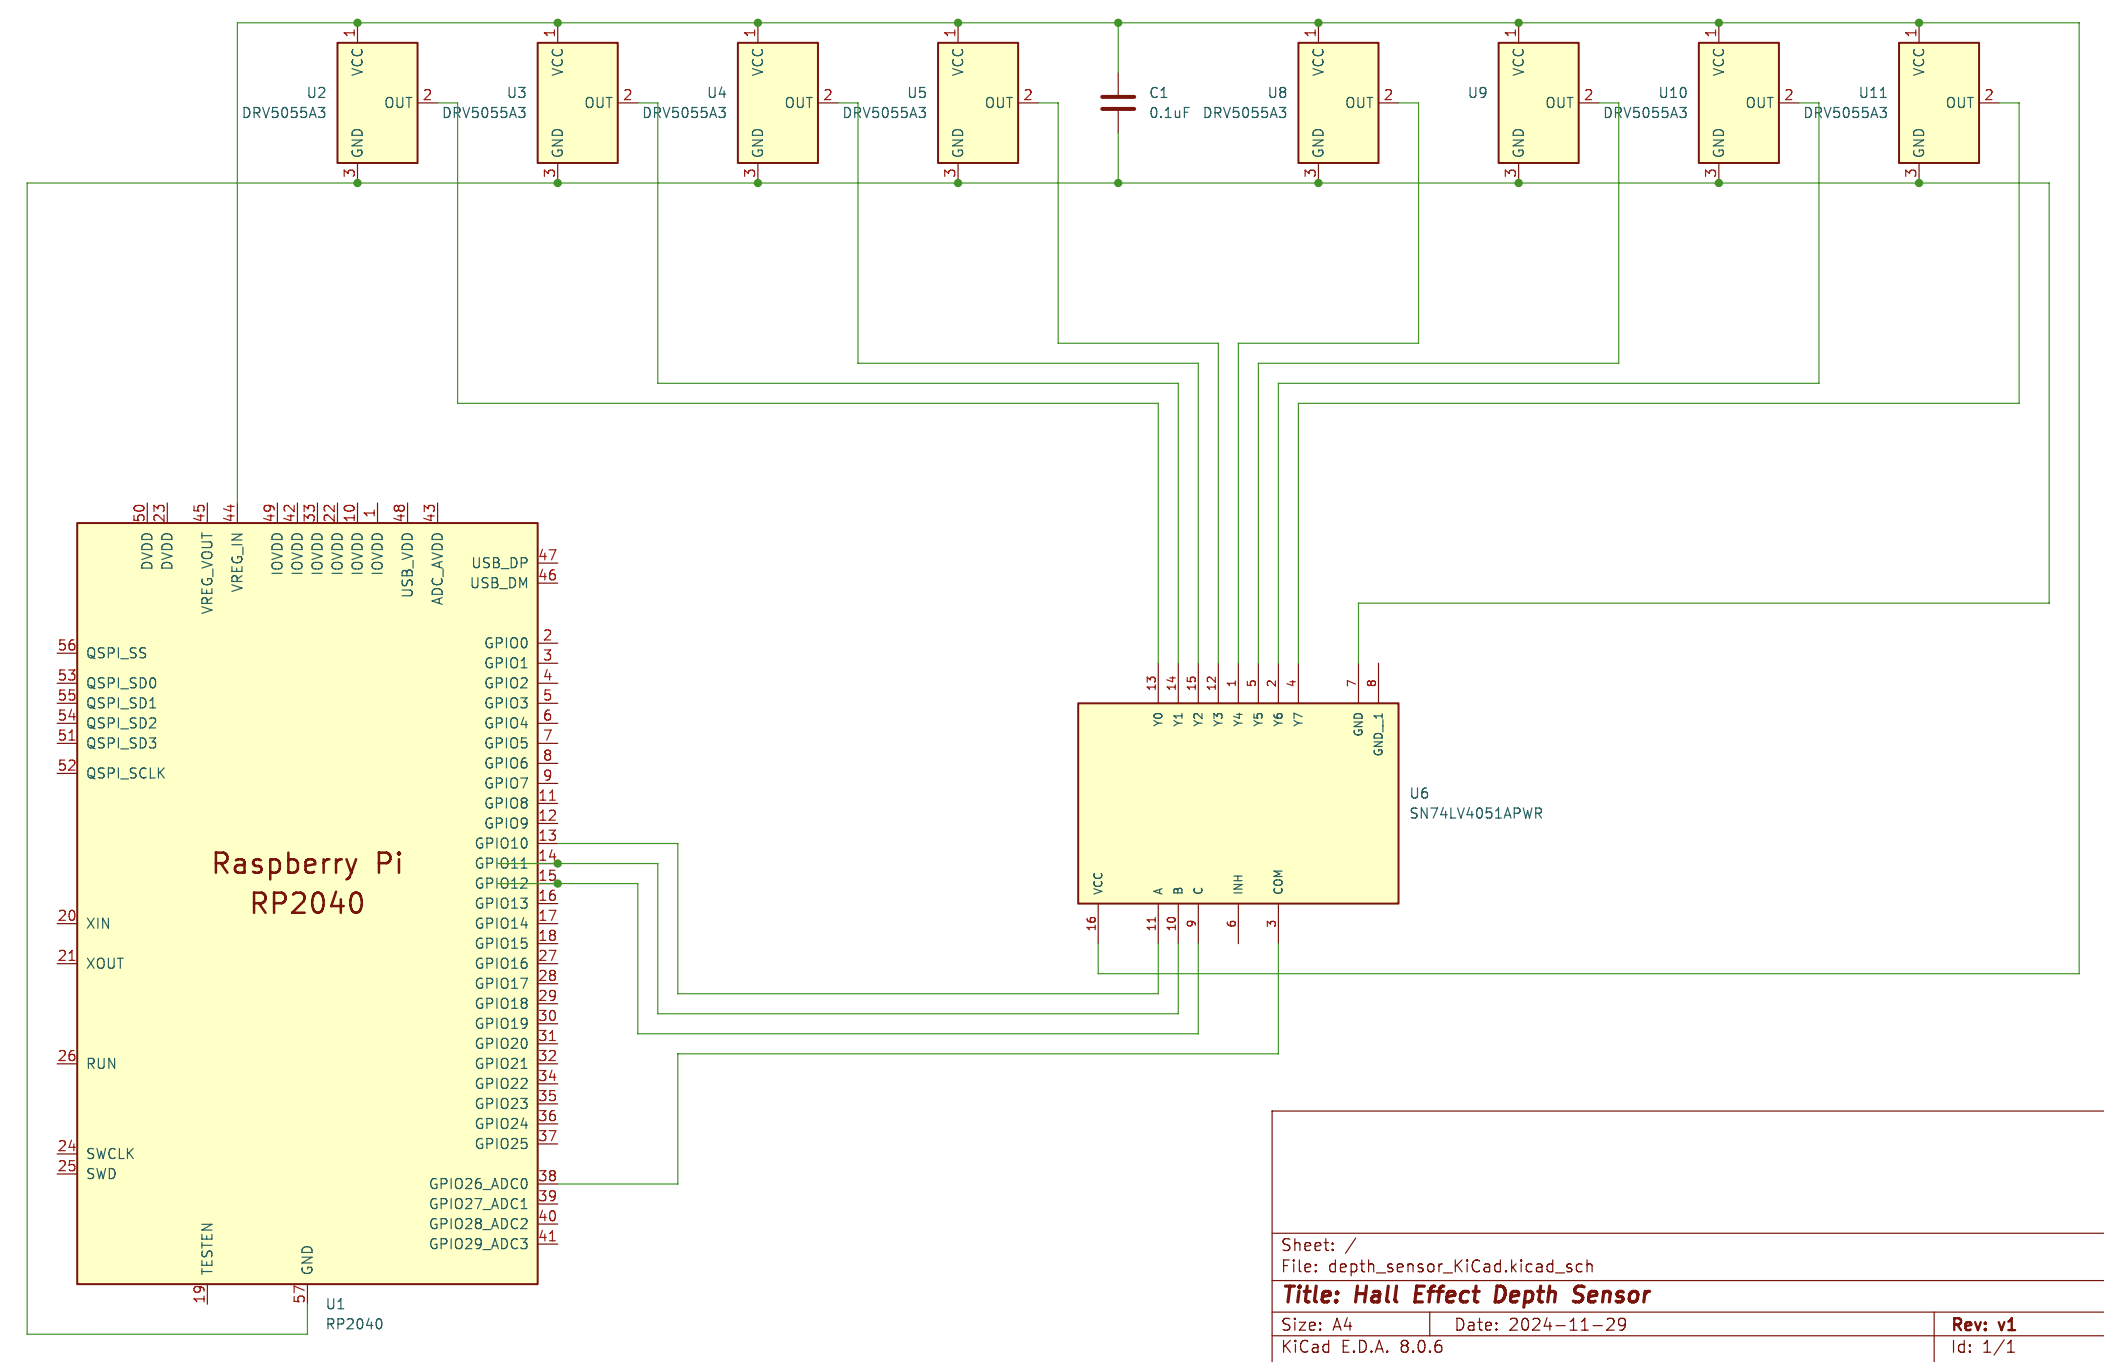 1 1 1 1 1 1 1 1
VCC VCC VCC VCC VCC VCC VCC VCC
U2 OUT 2 U3 OUT 2 U4 OUT 2 U5 OUT 2 C1 U8 OUT 2 U9 OUT 2 U10 OUT 2 U11 OUT 2
DRV5055A3 DRV5055A3 DRV5055A3 DRV5055A3 0.1uF DRV5055A3 DRV5055A3 DRV5055A3
GND GND GND GND GND GND GND GND
3 3 3 3 3 3 3 3
50 23 45 44 49 42 33 22 10 1 48 43
DVDD DVDD VREG_VOUT VREG_IN IOVDD IOVDD IOVDD IOVDD IOVDD IOVDD USB_VDD ADC_AVDD
USB_DP 47
USB_DM 46
56 QSPI_SS
53 QSPI_SD0
55 QSPI_SD1
54 QSPI_SD2
51 QSPI_SD3
52 QSPI_SCLK
20 XIN
21 XOUT
26 RUN
24 SWCLK
25 SWD
Raspberry Pi
RP2040
GPIO0 2
GPIO1 3
GPIO2 4
GPIO3 5
GPIO4 6
GPIO5 7
GPIO6 8
GPIO7 9
GPIO8 11
GPIO9 12
GPIO10 13
GPIO11 14
GPIO12 15
GPIO13 16
GPIO14 17
GPIO15 18
GPIO16 27
GPIO17 28
GPIO18 29
GPIO19 30
GPIO20 31
GPIO21 32
GPIO22 34
GPIO23 35
GPIO24 36
GPIO25 37
GPIO26_ADC0 38
GPIO27_ADC1 39
GPIO28_ADC2 40
GPIO29_ADC3 41
TESTEN GND
19 57
U1
RP2040
13 14 15 12 1 5 2 4 7 8
Y0 Y1 Y2 Y3 Y4 Y5 Y6 Y7 GND GND__1
U6
SN74LV4051APWR
VCC A B C INH COM
16 11 10 9 6 3
Sheet: /
File: depth_sensor_KiCad.kicad_sch
Title: Hall Effect Depth Sensor
Size: A4 Date: 2024-11-29 Rev: v1
KiCad E.D.A. 8.0.6 Id: 1/1